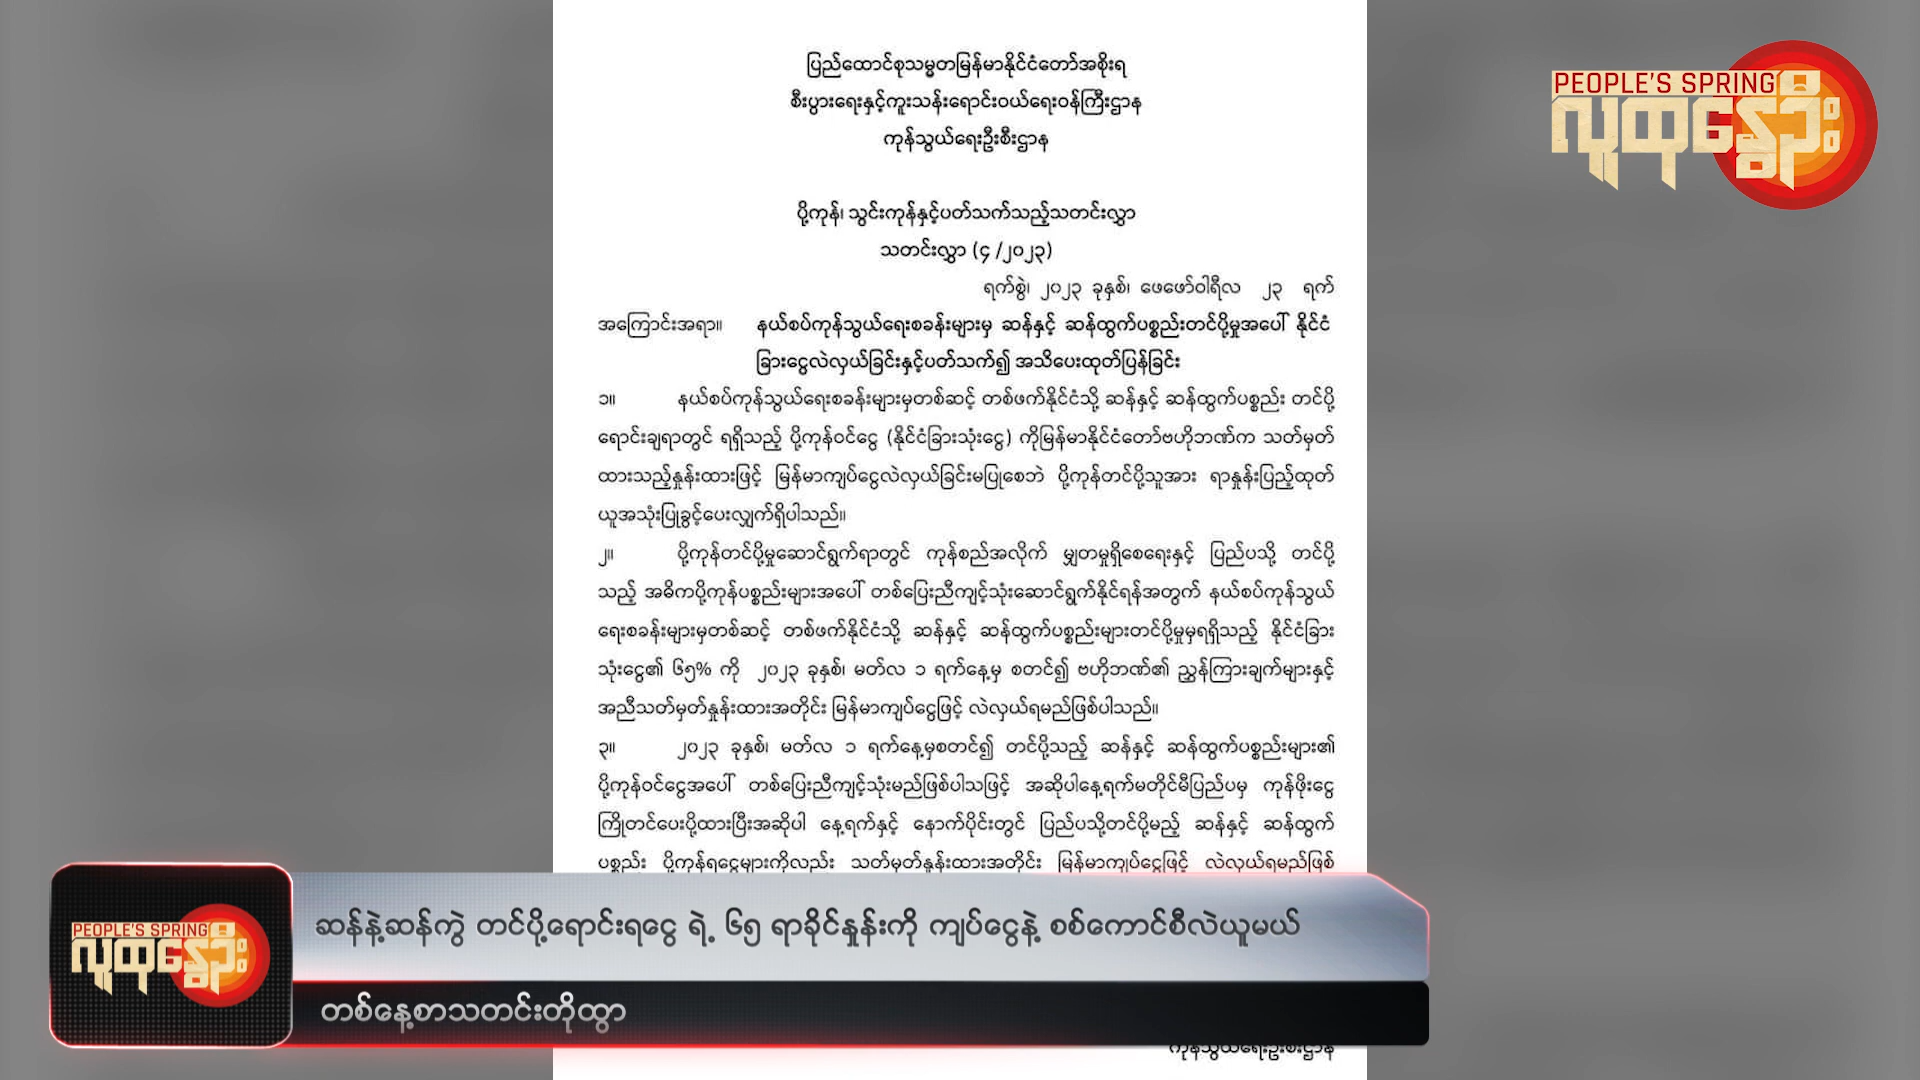 ပြည်ထောင်စုသမ္မတမြန်မာနိုင်ငံတော်အစိုးရ
စီးပွားရေးနှင့်ကူးသန်းရောင်းဝယ်ရေးဝန်ကြီးဌာန
ကုန်သွယ်ရေးဦးစီးဌာန
PEOPLE'S SPRING
လူထုနွေဦး
ပို့ကုန်၊ သွင်းကုန်နှင့်ပတ်သက်သည့်သတင်းလွှာ
သတင်းလွှာ (၄ /၂၀၂၃)
ရက်စွဲ၊ ၂၀၂၃ ခုနှစ်၊ ဖေဖော်ဝါရီလ ၂၃ ရက်
အကြောင်းအရာ။ နယ်စပ်ကုန်သွယ်ရေးစခန်းများမှ ဆန်နှင့် ဆန်ထွက်ပစ္စည်းတင်ပို့မှုအပေါ် နိုင်ငံ
ခြားငွေလဲလှယ်ခြင်းနှင့်ပတ်သက်၍ အသိပေးထုတ်ပြန်ခြင်း
၁။ နယ်စပ်ကုန်သွယ်ရေးစခန်းများမှတစ်ဆင့် တစ်ဖက်နိုင်ငံသို့ ဆန်နှင့် ဆန်ထွက်ပစ္စည်း တင်ပို့
ရောင်းချရာတွင် ရရှိသည့် ပို့ကုန်ဝင်ငွေ (နိုင်ငံခြားသုံးငွေ) ကိုမြန်မာနိုင်ငံတော်ဗဟိုဘဏ်က သတ်မှတ်
ထားသည့်နှုန်းထားဖြင့် မြန်မာကျပ်ငွေလဲလှယ်ခြင်းမပြုစေဘဲ ပို့ကုန်တင်ပို့သူအား ရာနှုန်းပြည့်ထုတ်
ယူအသုံးပြုခွင့်ပေးလျှက်ရှိပါသည်။
၂။ ပို့ကုန်တင်ပို့မှုဆောင်ရွက်ရာတွင် ကုန်စည်အလိုက် မျှတမှုရှိစေရေးနှင့် ပြည်ပသို့ တင်ပို့
သည့် အဓိကပို့ကုန်ပစ္စည်းများအပေါ် တစ်ပြေးညီကျင့်သုံးဆောင်ရွက်နိုင်ရန်အတွက် နယ်စပ်ကုန်သွယ်
ရေးစခန်းများမှတစ်ဆင့် တစ်ဖက်နိုင်ငံသို့ ဆန်နှင့် ဆန်ထွက်ပစ္စည်းများတင်ပို့မှုမှရရှိသည့် နိုင်ငံခြား
သုံးငွေ၏ ၆၅% ကို ၂၀၂၃ ခုနှစ်၊ မတ်လ ၁ ရက်နေ့မှ စတင်၍ ဗဟိုဘဏ်၏ ညွှန်ကြားချက်များနှင့်
အညီသတ်မှတ်နှုန်းထားအတိုင်း မြန်မာကျပ်ငွေဖြင့် လဲလှယ်ရမည်ဖြစ်ပါသည်။
၃။ ၂၀၂၃ ခုနှစ်၊ မတ်လ ၁ ရက်နေ့မှစတင်၍ တင်ပို့သည့် ဆန်နှင့် ဆန်ထွက်ပစ္စည်းများ၏
ပို့ကုန်ဝင်ငွေအပေါ် တစ်ပြေးညီကျင့်သုံးမည်ဖြစ်ပါသဖြင့် အဆိုပါနေ့ရက်မတိုင်မီပြည်ပမှ ကုန်ဖိုးငွေ
ကြိုတင်ပေးပို့ထားပြီးအဆိုပါ နေ့ရက်နှင့် နောက်ပိုင်းတွင် ပြည်ပသို့တင်ပို့မည့် ဆန်နှင့် ဆန်ထွက်
ပစ္စည်း ပို့ကုန်ရငွေများကိုလည်း သတ်မှတ်နှုန်းထားအတိုင်း မြန်မာကျပ်ငွေဖြင့် လဲလှယ်ရမည်ဖြစ်
PEOPLE'S SPRING
လူထုနွေဦး
ဆန်နဲ့ဆန်ကွဲ တင်ပို့ရောင်းရငွေ ရဲ့ ၆၅ ရာခိုင်နှုန်းကို ကျပ်ငွေနဲ့ စစ်ကောင်စီလဲယူမယ်
တစ်နေ့စာသတင်းတိုထွာ
ကုန်သွယ်ရေးဦးစီးဌာန